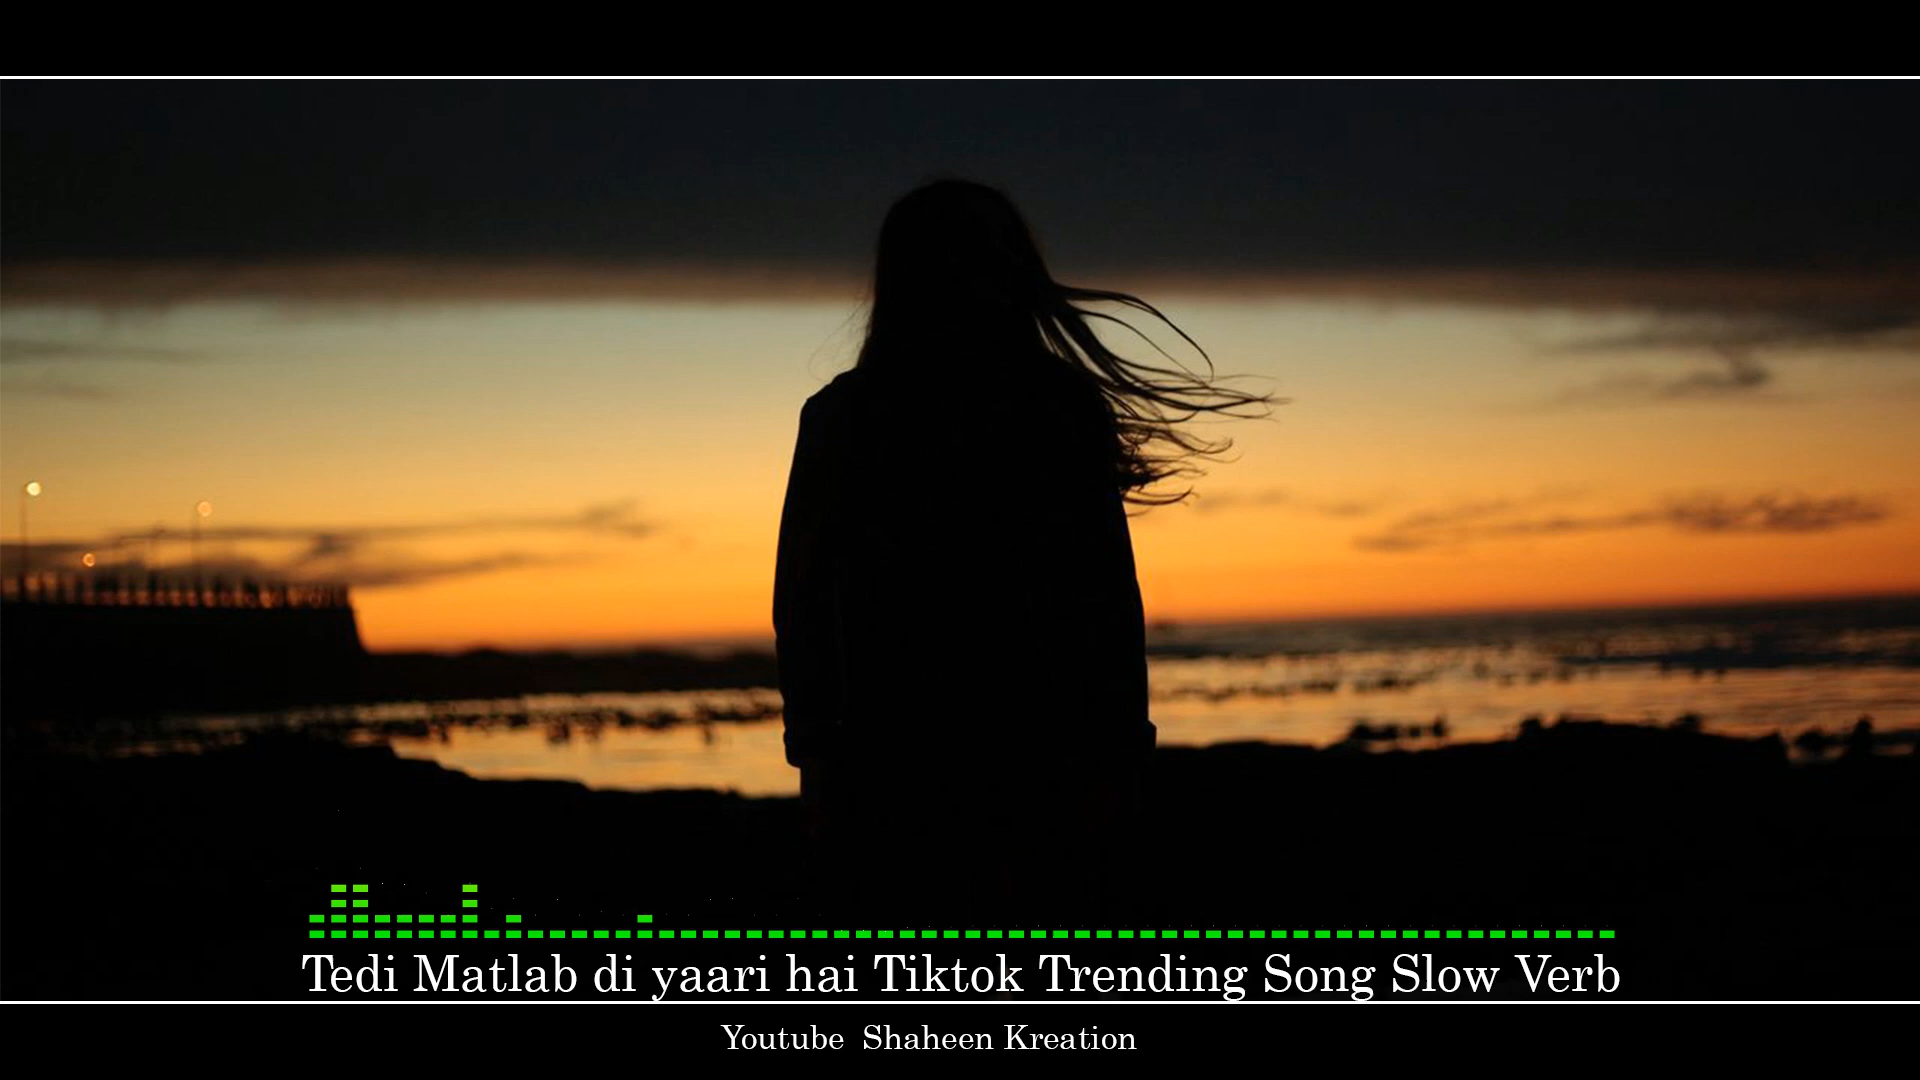 Tedi Matlab di yaari hai Tiktok Trending Song Slow Verb
Youtube Shaheen Kreation